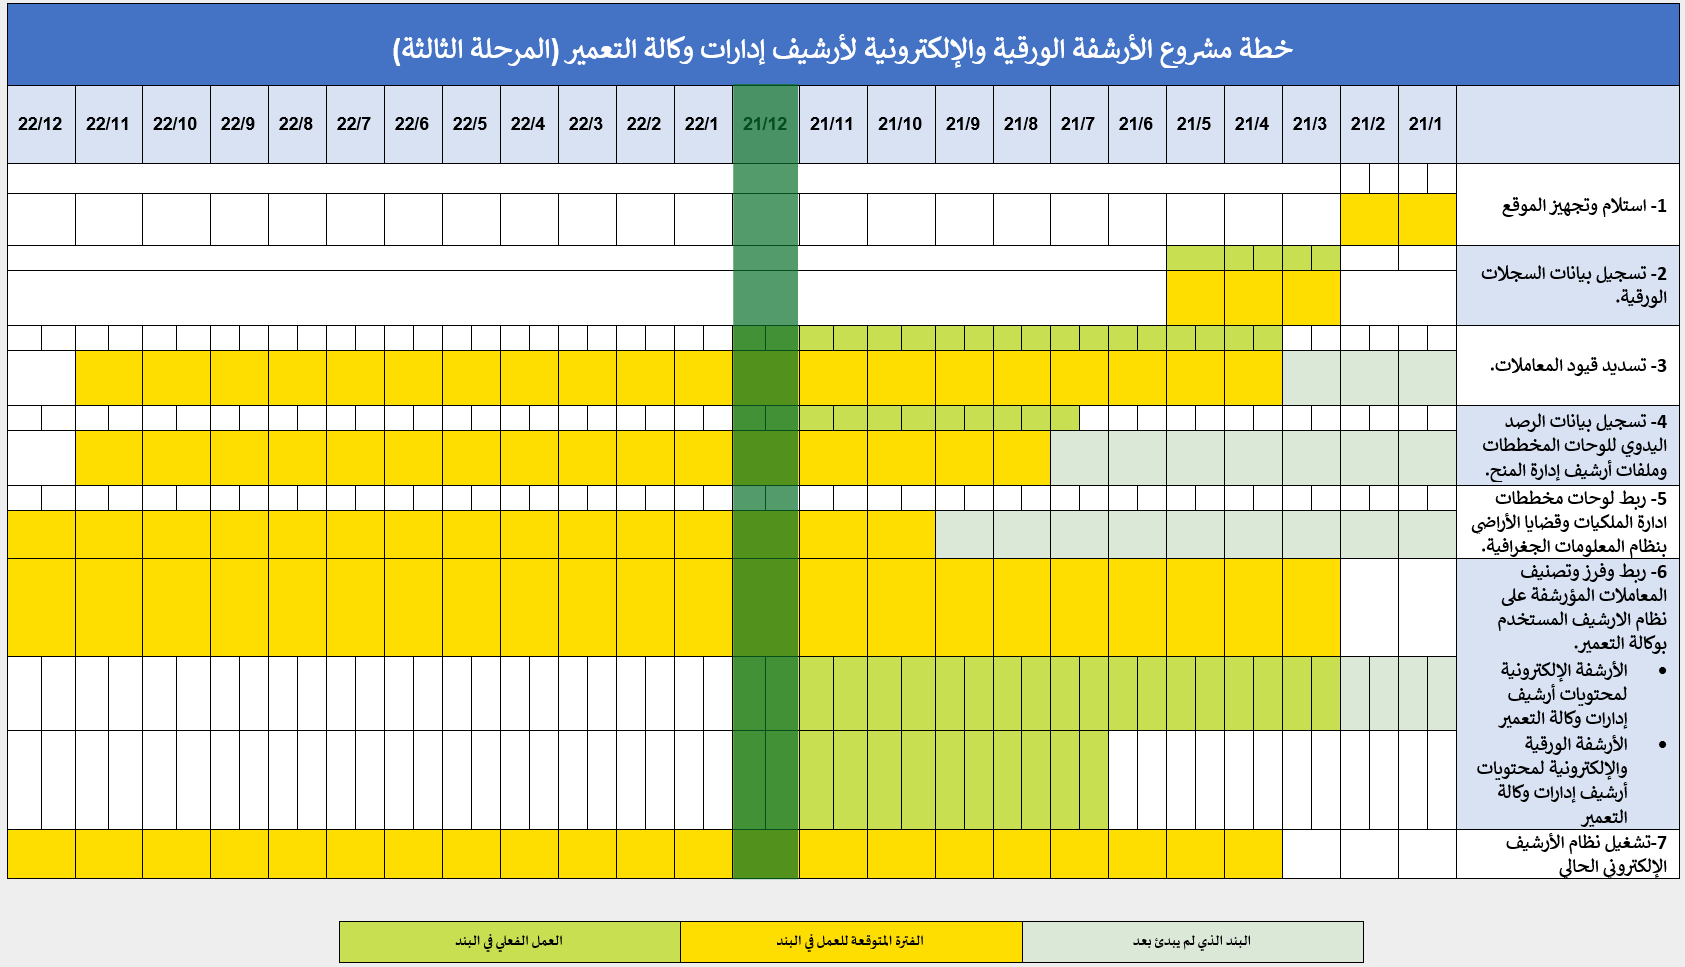 خطة مشروع الأرشفة الورقية والإلكترونية لأرشيف إدارات وكالة التعمير (المرحلة الثالثة)
21/1 21/2 21/3 21/4 21/5 21/6 21/7 21/8 21/9 21/10 21/11 21/12 22/1 22/2 22/3 22/4 22/5 22/6 22/7 22/8 22/9 22/10 22/11 22/12
1- استلام وتجهيز الموقع
2- تسجيل بيانات السجلات
الورقية.
3- تسديد قيود المعاملات.
4- تسجيل بيانات الرصد
اليدوي للوحات المخططات
وملفات أرشيف إدارة المنح.
5- ربط لوحات مخططات
ادارة الملكيات وقضايا الأراضي
بنظام المعلومات الجغرافية.
6- ربط وفرز وتصنيف
المعاملات المؤرشفة على
نظام الارشيف المستخدم
بوكالة التعمير.
• الأرشفة الإلكترونية
لمحتويات أرشيف
إدارات وكالة التعمير
• الأرشفة الورقية
والإلكترونية لمحتويات
أرشيف إدارات وكالة
التعمير
7-تشغيل نظام الأرشيف
الإلكتروني الحالي
البند الذي لم يبدئ بعد
الفترة المتوقعة للعمل في البند
العمل الفعلي في البند